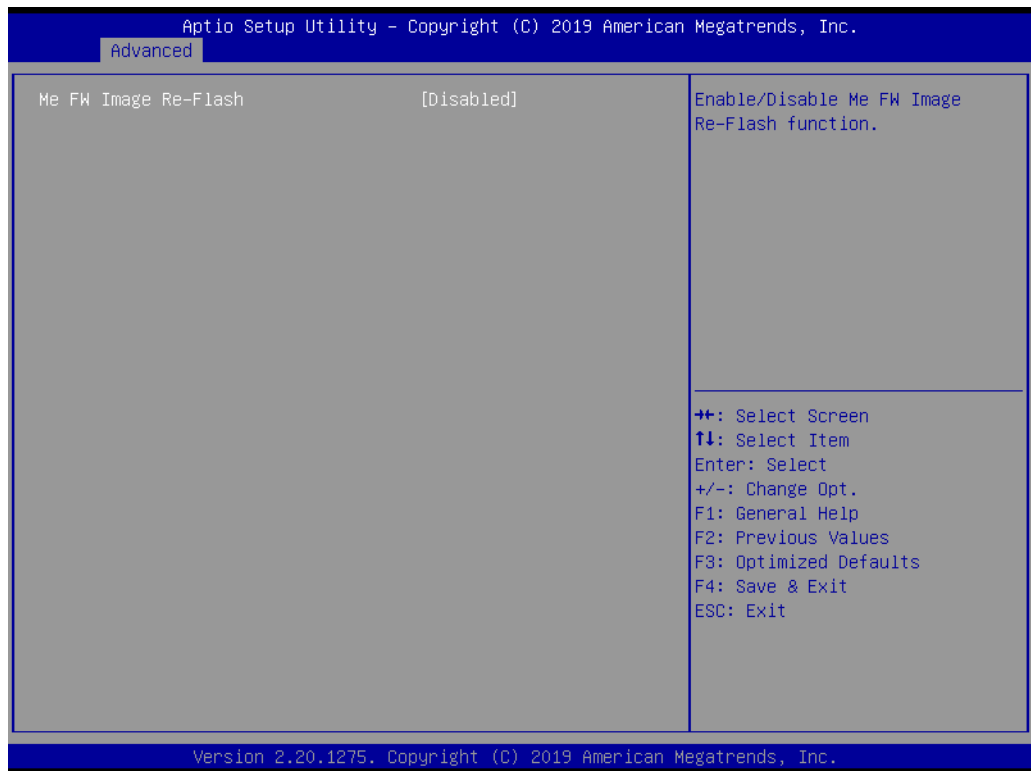 Aptio Setup Utility – Copyright (C) 2019 American Megatrends, Inc.
Advanced
Me FW Image Re-Flash [Disabled]
Enable/Disable Me FW Image
Re-Flash function.
→←: Select Screen
↑↓: Select Item
Enter: Select
+/-: Change Opt.
F1: General Help
F2: Previous Values
F3: Optimized Defaults
F4: Save & Exit
ESC: Exit
Version 2.20.1275. Copyright (C) 2019 American Megatrends, Inc.